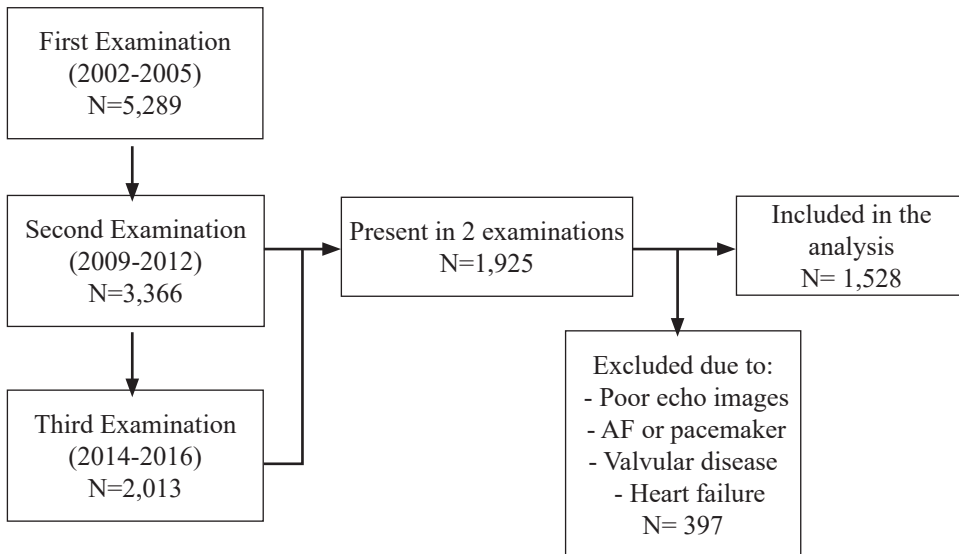 First Examination
(2002-2005)
N=5,289
Second Examination
(2009-2012)
N=3,366
Third Examination
(2014-2016)
N=2,013
Present in 2 examinations
N=1,925
Included in the
analysis
N= 1,528
Excluded due to:
- Poor echo images
- AF or pacemaker
- Valvular disease
- Heart failure
N= 397